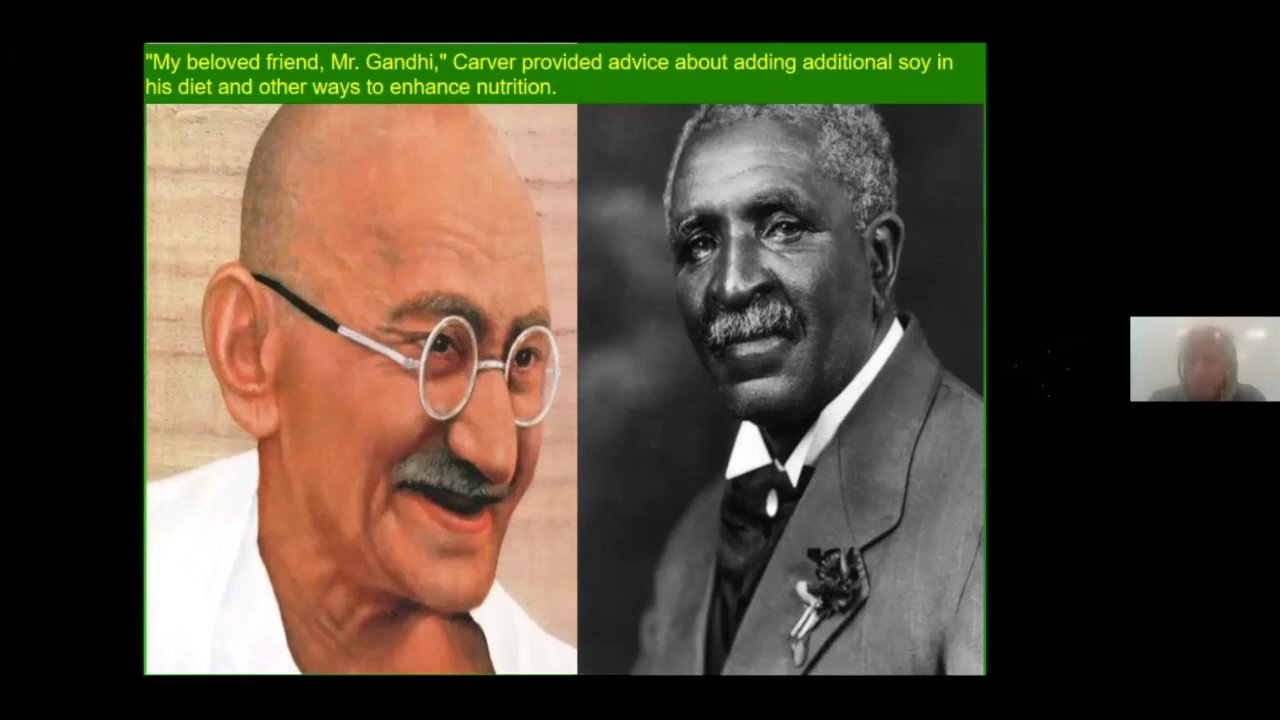 "My beloved friend, Mr. Gandhi," Carver provided advice about adding additional soy in
his diet and other ways to enhance nutrition.